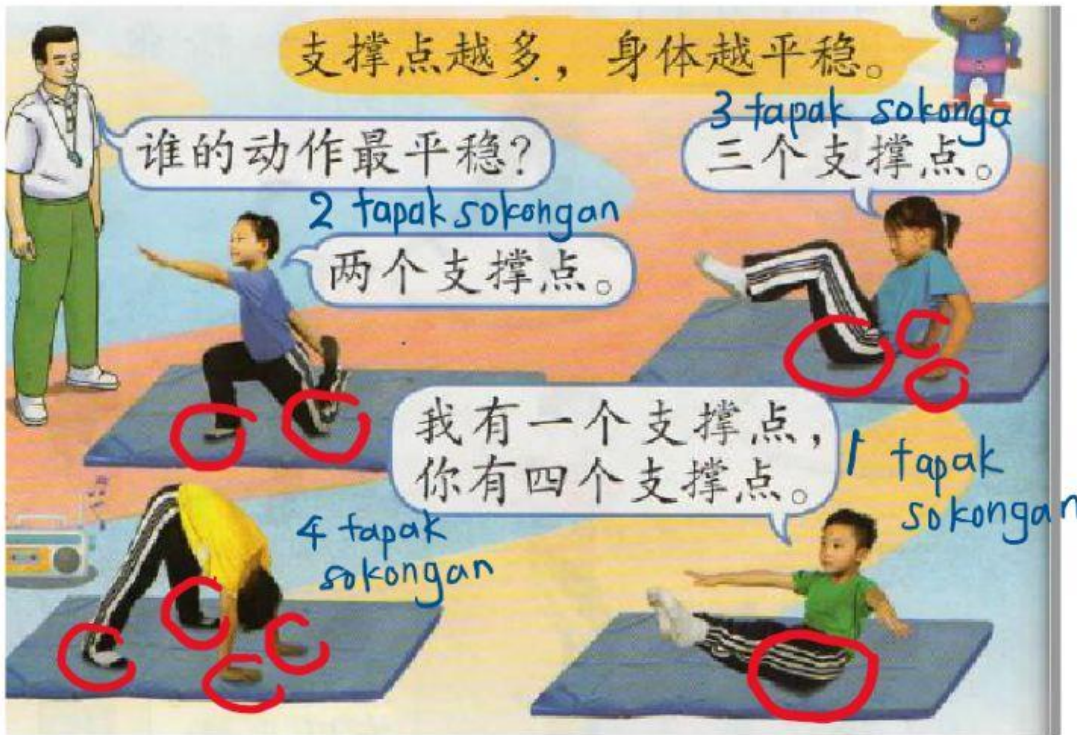 支撑点越多，身体越平稳。
谁的动作最平稳？
3 tapak sokonga
三个支撑点。
2 tapak sokongan
两个支撑点。
我有一个支撑点，
你有四个支撑点。
1 tapak
sokongan
4 tapak
sokongan